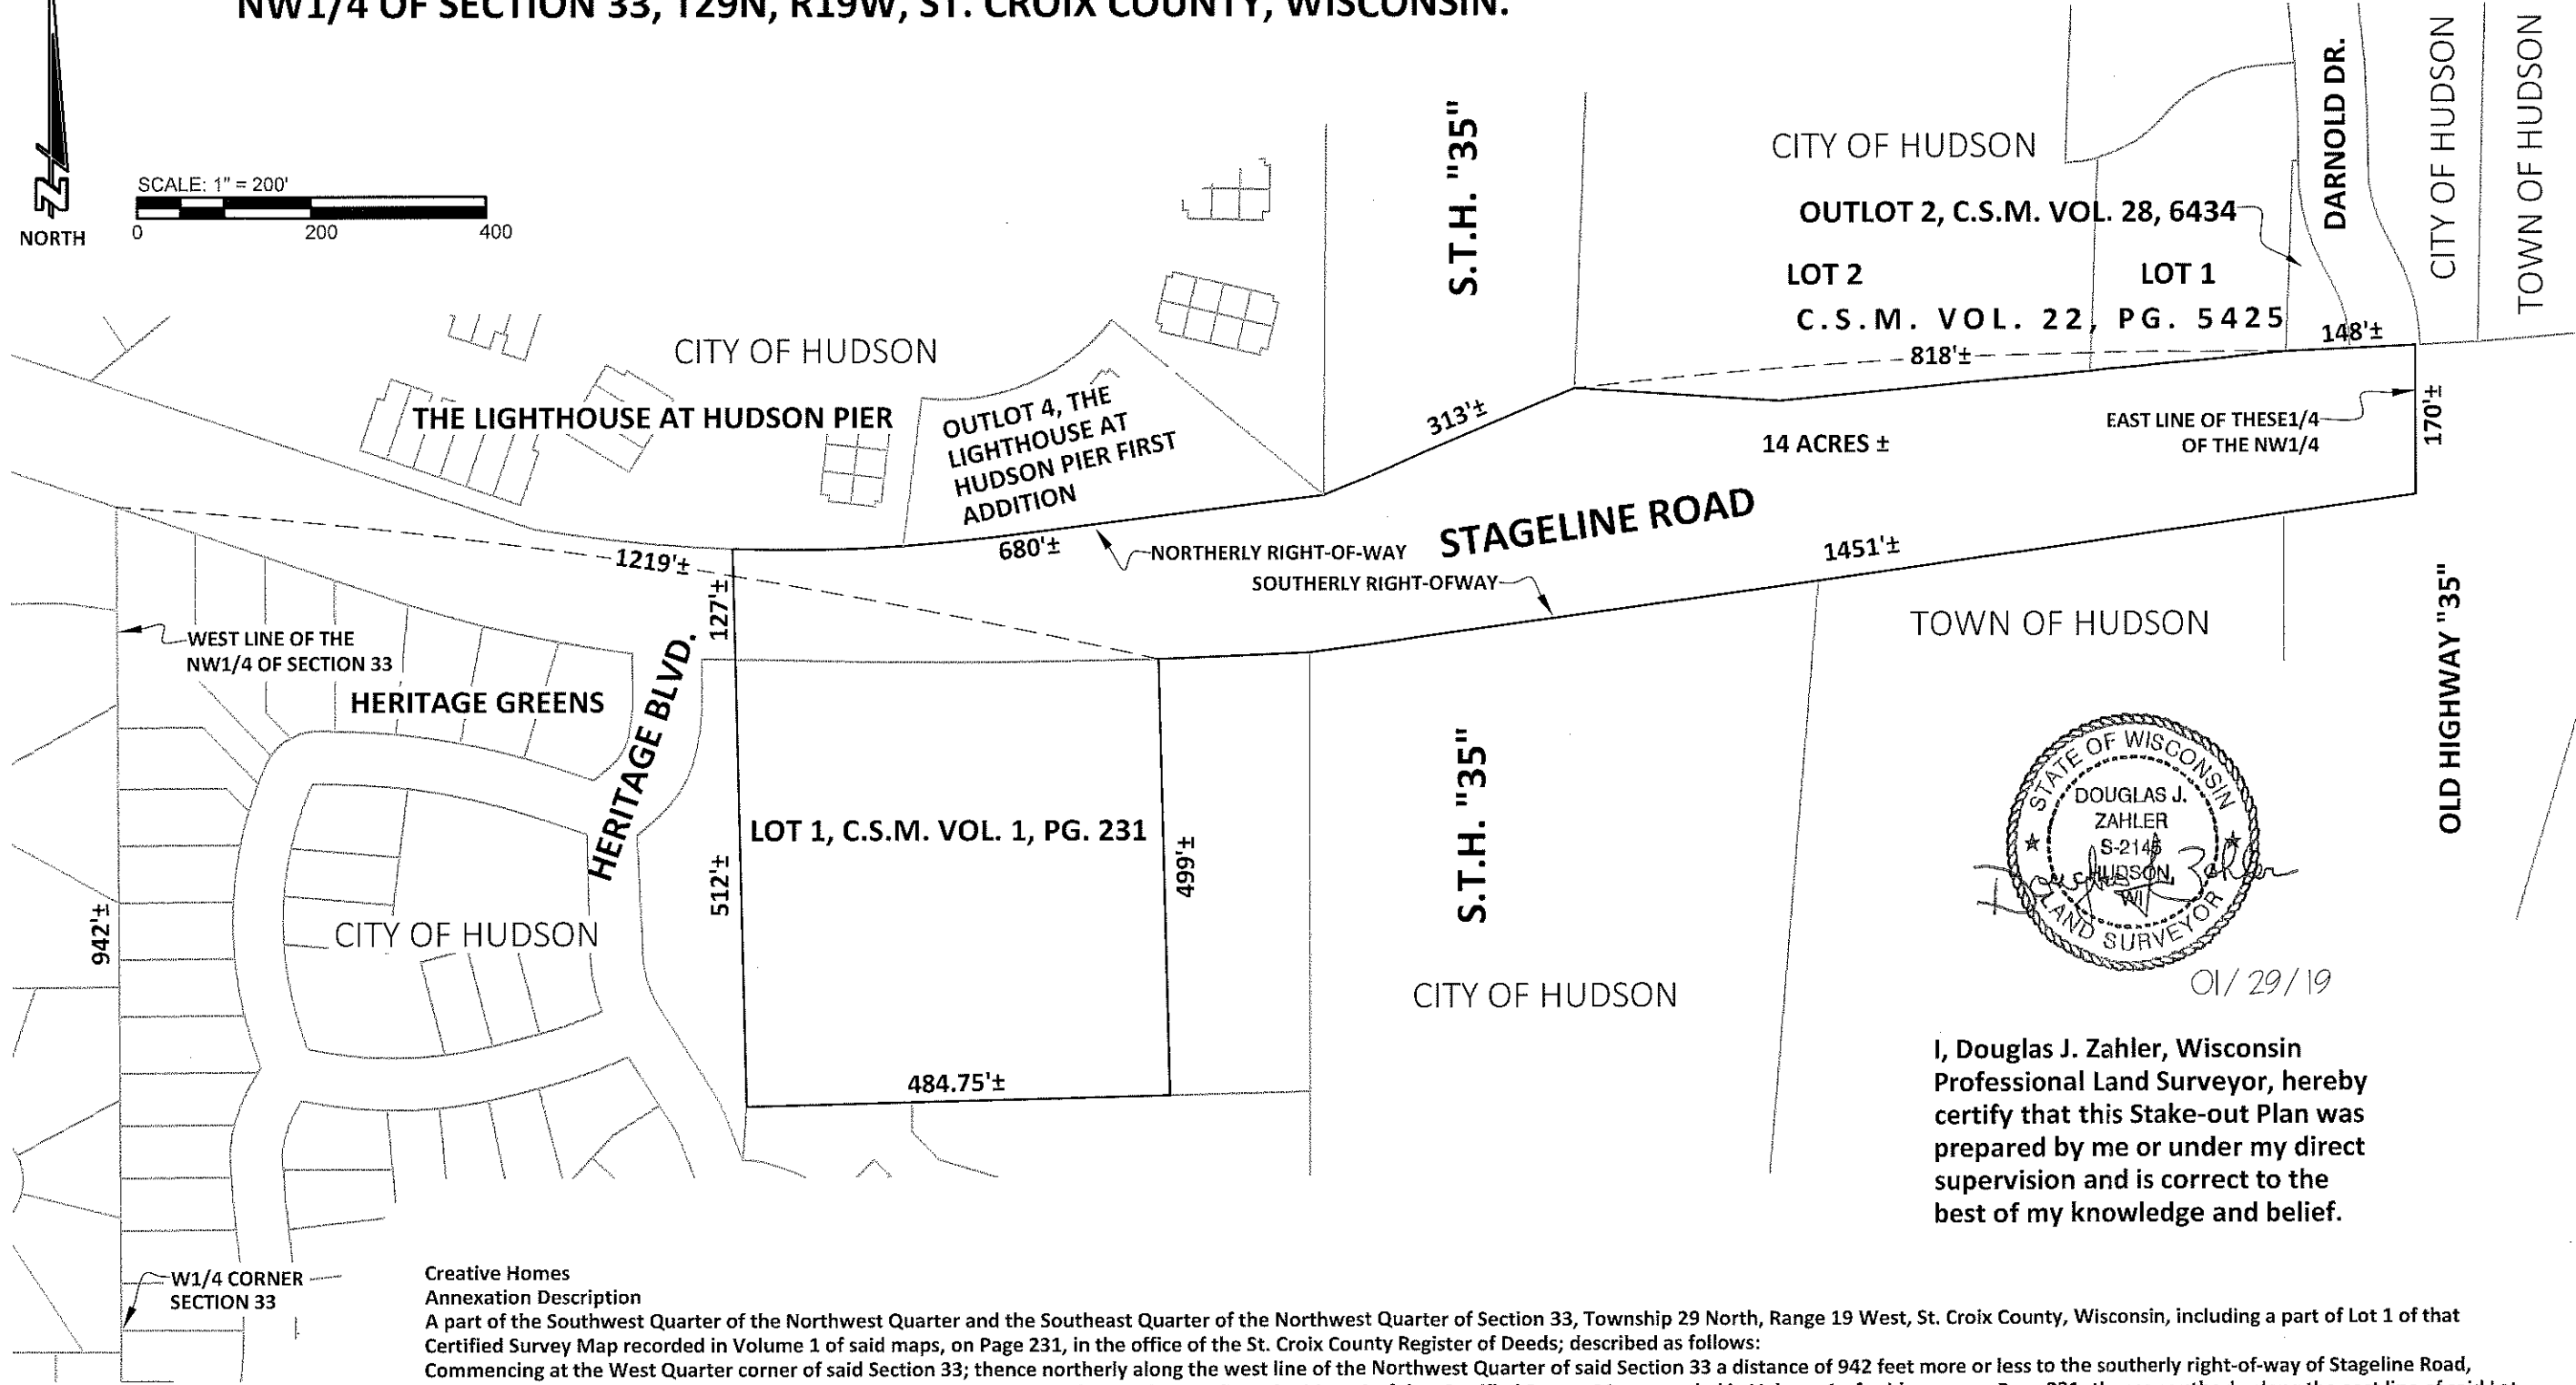 NW1/4 OF SECTION 33, T29N, R19W, ST. CROIX COUNTY, WISCONSIN.
NORTH
SCALE: 1" = 200'
0 200 400
S.T.H. "35"
CITY OF HUDSON
OUTLOT 2, C.S.M. VOL. 28, 6434
LOT 2
LOT 1
C.S.M. VOL. 22, PG. 5425
DARNOLD DR.
CITY OF HUDSON
TOWN OF HUDSON
148'±
818'±
CITY OF HUDSON
THE LIGHTHOUSE AT HUDSON PIER
OUTLOT 4, THE
LIGHTHOUSE AT
HUDSON PIER FIRST
ADDITION
313'±
14 ACRES ±
EAST LINE OF THESE1/4
OF THE NW1/4
170'±
STAGELINE ROAD
1219'±
680'±
NORTHERLY RIGHT-OF-WAY
SOUTHERLY RIGHT-OFWAY
1451'±
127'±
TOWN OF HUDSON
OLD HIGHWAY "35"
WEST LINE OF THE
NW1/4 OF SECTION 33
HERITAGE GREENS
HERITAGE BLVD.
LOT 1, C.S.M. VOL. 1, PG. 231
512'±
499'±
S.T.H. "35"
942'±
CITY OF HUDSON
CITY OF HUDSON
484.75'±
STATE OF WISCONSIN
DOUGLAS J.
ZAHLER
S-2145
HUDSON,
WI
LAND SURVEYOR
Douglas J. Zahler
01/29/19
I, Douglas J. Zahler, Wisconsin
Professional Land Surveyor, hereby
certify that this Stake-out Plan was
prepared by me or under my direct
supervision and is correct to the
best of my knowledge and belief.
W1/4 CORNER
SECTION 33
Creative Homes
Annexation Description
A part of the Southwest Quarter of the Northwest Quarter and the Southeast Quarter of the Northwest Quarter of Section 33, Township 29 North, Range 19 West, St. Croix County, Wisconsin, including a part of Lot 1 of that
Certified Survey Map recorded in Volume 1 of said maps, on Page 231, in the office of the St. Croix County Register of Deeds; described as follows:
Commencing at the West Quarter corner of said Section 33; thence northerly along the west line of the Northwest Quarter of said Section 33 a distance of 942 feet more or less to the southerly right-of-way of Stageline Road,